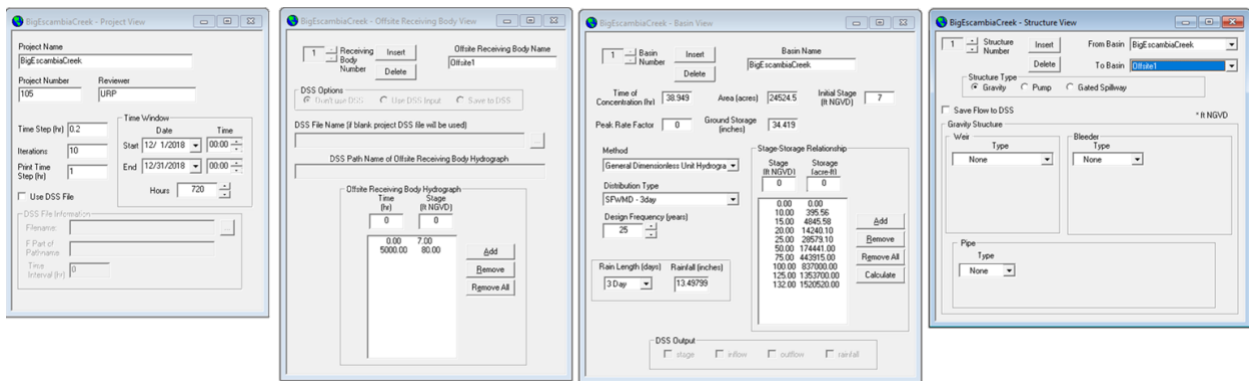 BigEscambiaCreek - Project View
Project Name
BigEscambiaCreek
Project Number Reviewer
105 URP
Time Step (hr) 0.2
Iterations 10
Print Time Step (hr) 1
Time Window
Date Time
Start 12/ 1/2018 00:00
End 12/31/2018 00:00
Hours 720
Use DSS File
DSS File Information
Filename: ...
F Part of Pathname:
Time Interval (hr) 0
BigEscambiaCreek - Offsite Receiving Body View
1 Receiving Body Number Insert Delete
Offsite Receiving Body Name
Offsite1
DSS Options
Don't use DSS Use DSS Input Save to DSS
DSS File Name (if blank project DSS file will be used)
...
DSS Path Name of Offsite Receiving Body Hydrograph
Offsite Receiving Body Hydrograph
Time (hr) Stage (ft NGVD)
0 0
0.00 7.00
5000.00 80.00
Add
Remove
Remove All
BigEscambiaCreek - Basin View
1 Basin Number Insert Delete
Basin Name
BigEscambiaCreek
Time of Concentration (hr) 38.949 Area (acres) 24524.5 Initial Stage (ft NGVD) 7
Peak Rate Factor 0 Ground Storage (inches) 34.419
Method
General Dimensionless Unit Hydrogra
Distribution Type
SFWMD - 3day
Design Frequency (years)
25
Rain Length (days) Rainfall (inches)
3 Day 13.49799
Stage-Storage Relationship
Stage (ft NGVD) Storage (acre-ft)
0 0
0.00 0.00
10.00 395.56
15.00 4845.58
20.00 14240.10
25.00 28579.10
50.00 174441.00
75.00 443915.00
100.00 837000.00
125.00 1353700.00
132.00 1520520.00
Add
Remove
Remove All
Calculate
DSS Output
stage inflow outflow rainfall
BigEscambiaCreek - Structure View
1 Structure Number Insert Delete
From Basin BigEscambiaCreek
To Basin Offsite1
Structure Type
Gravity Pump Gated Spillway
Save Flow to DSS
* ft NGVD
Gravity Structure
Weir
Type
None
Bleeder
Type
None
Pipe
Type
None